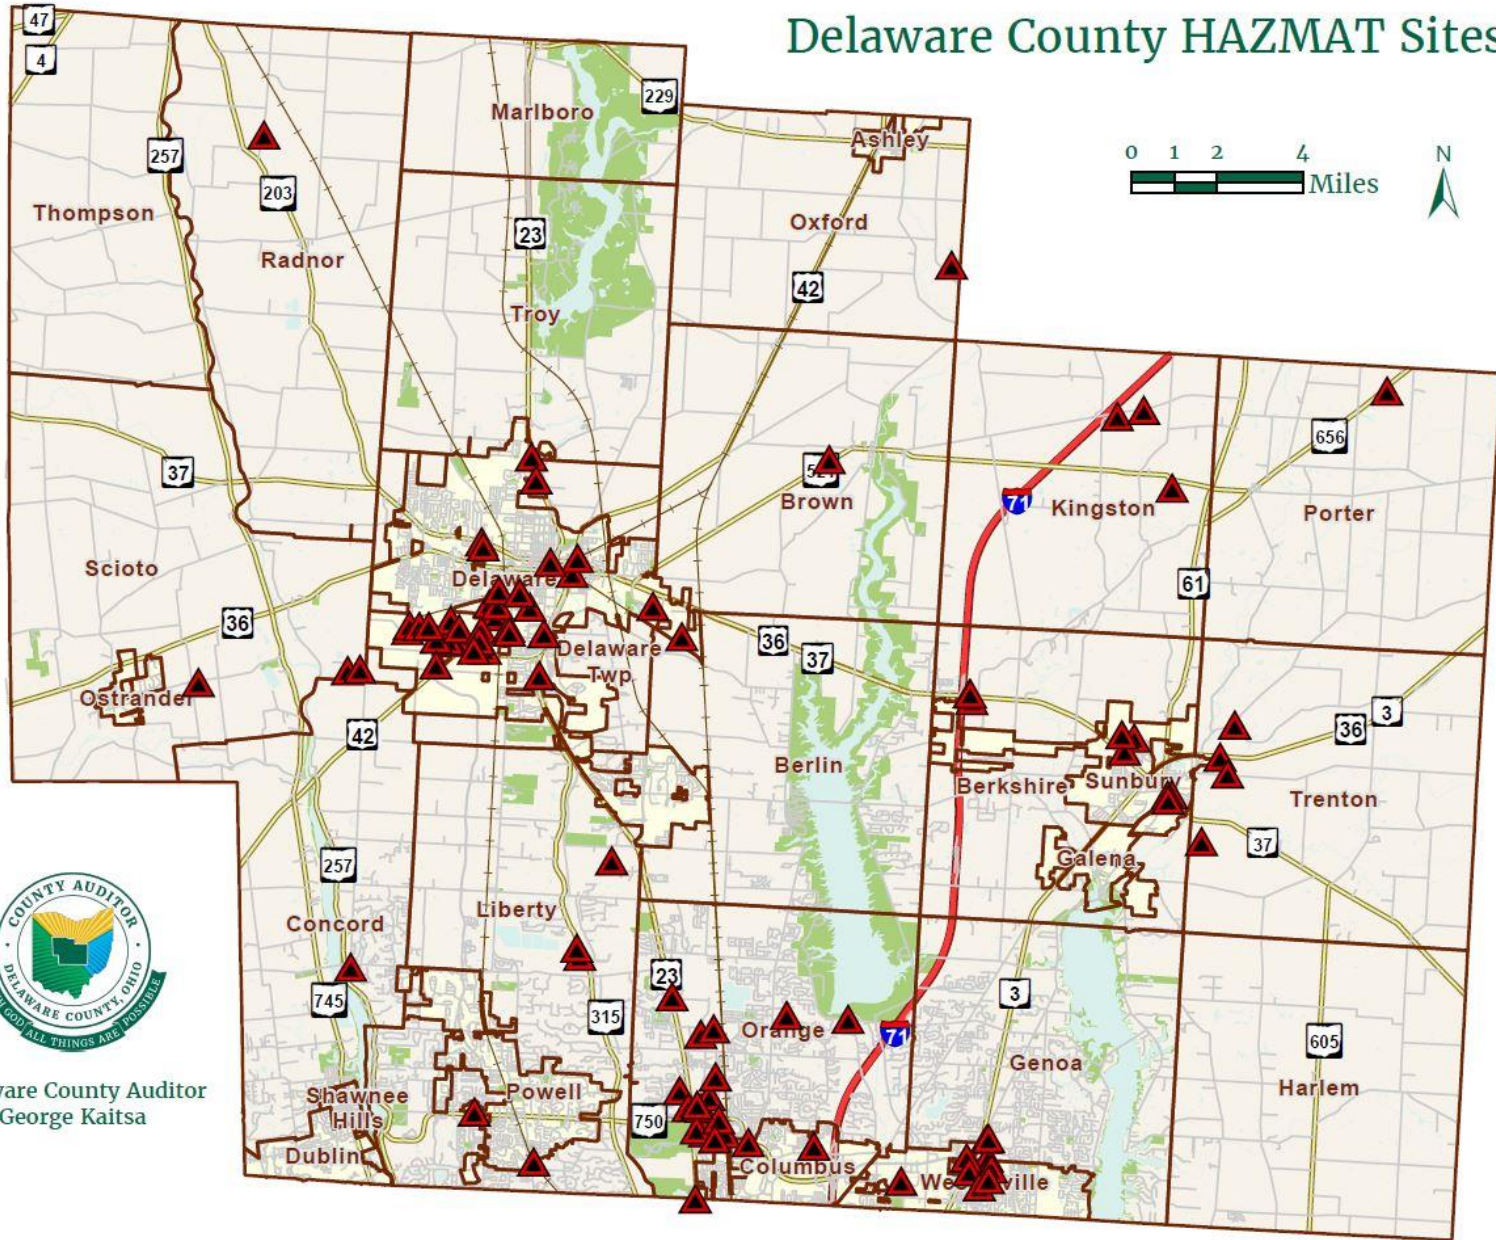 Delaware County HAZMAT Sites
47
4
229
Marlboro
Ashley
0 1 2 4
Miles
N
257
203
Thompson
Oxford
23
Radnor
42
Troy
656
37
Brown
71
Kingston
Porter
Scioto
Delaware
61
36
36
37
Delaware
Twp
Ostrander
3
36
42
Berlin
Berkshire
Sunbury
Trenton
37
Galena
257
COUNTY AUDITOR
DELAWARE COUNTY, OHIO
ALL THINGS ARE POSSIBLE
Liberty
Concord
23
3
745
315
Orange
71
605
Genoa
Harlem
County Auditor
George Kaitsa
Shawnee
Hills
Powell
750
Dublin
Columbus